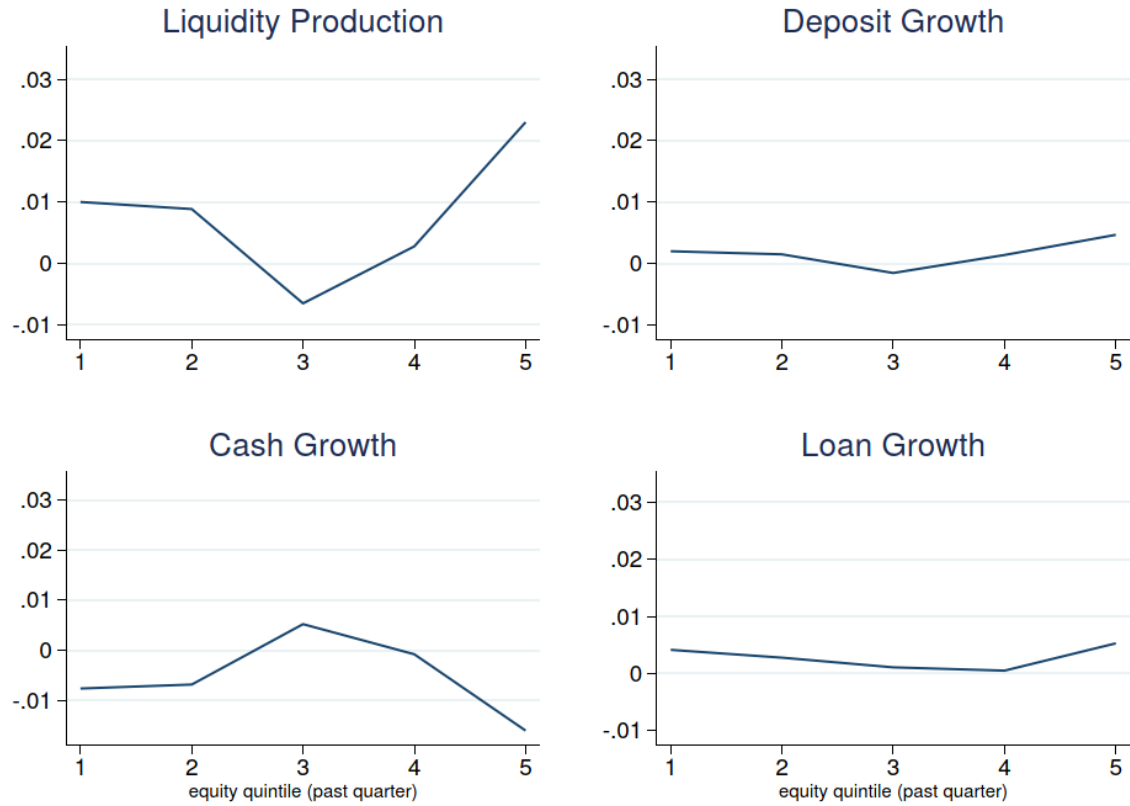 Liquidity Production
.03
.02
.01
0
-.01
1 2 3 4 5
Deposit Growth
.03
.02
.01
0
-.01
1 2 3 4 5
Cash Growth
.03
.02
.01
0
-.01
1 2 3 4 5
equity quintile (past quarter)
Loan Growth
.03
.02
.01
0
-.01
1 2 3 4 5
equity quintile (past quarter)